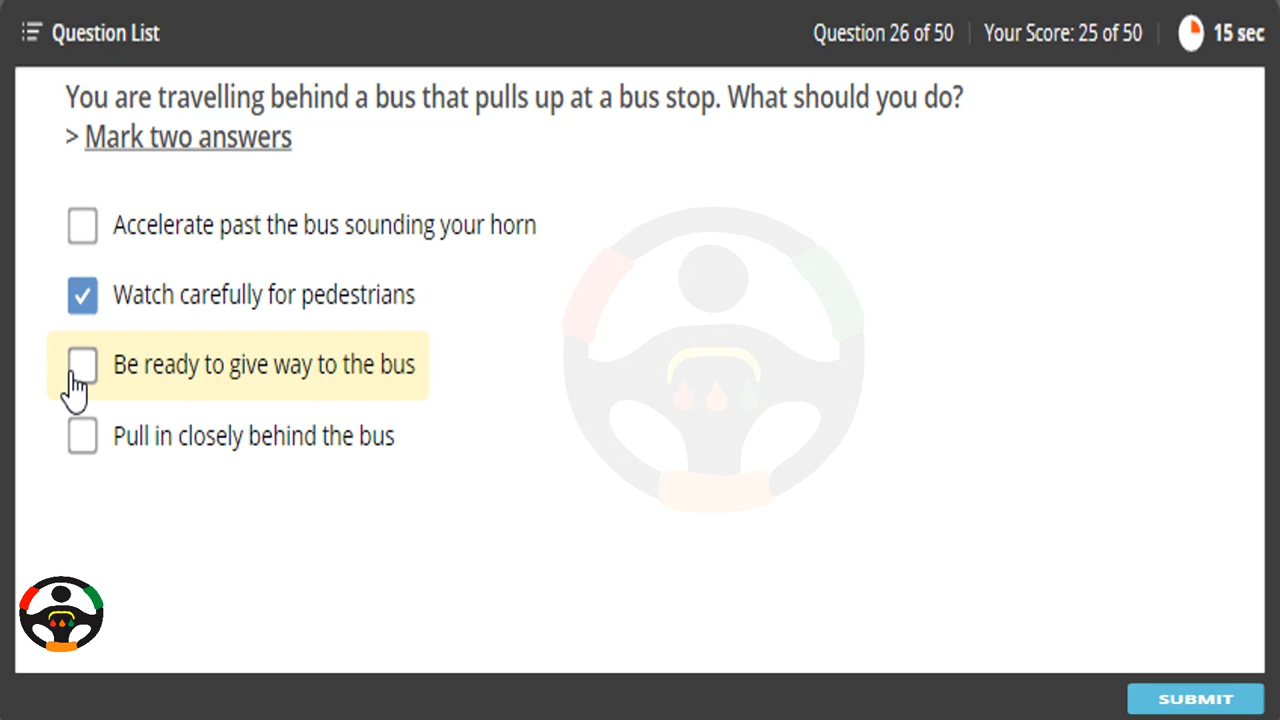 Question List
Question 26 of 50
Your Score: 25 of 50
15 sec
You are travelling behind a bus that pulls up at a bus stop. What should you do?
> Mark two answers
Accelerate past the bus sounding your horn
Watch carefully for pedestrians
Be ready to give way to the bus
Pull in closely behind the bus
SUBMIT